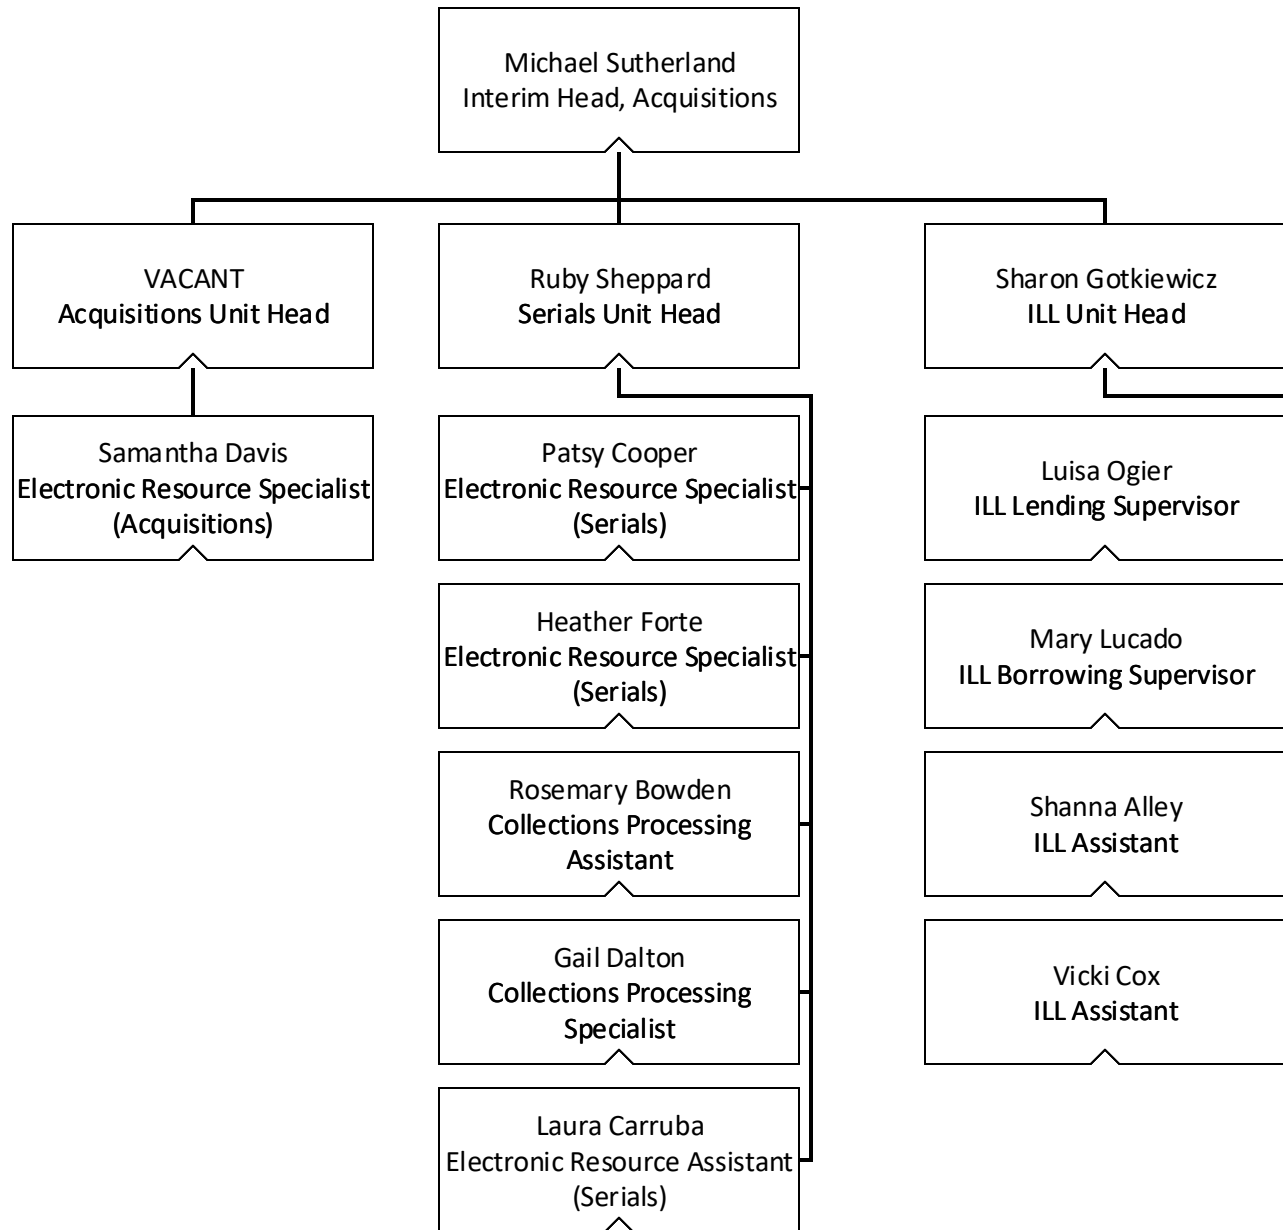 Michael Sutherland
Interim Head, Acquisitions
VACANT
Acquisitions Unit Head
Ruby Sheppard
Serials Unit Head
Sharon Gotkiewicz
ILL Unit Head
Samantha Davis
Electronic Resource Specialist
(Acquisitions)
Patsy Cooper
Electronic Resource Specialist
(Serials)
Heather Forte
Electronic Resource Specialist
(Serials)
Rosemary Bowden
Collections Processing
Assistant
Gail Dalton
Collections Processing
Specialist
Laura Carruba
Electronic Resource Assistant
(Serials)
Luisa Ogier
ILL Lending Supervisor
Mary Lucado
ILL Borrowing Supervisor
Shanna Alley
ILL Assistant
Vicki Cox
ILL Assistant